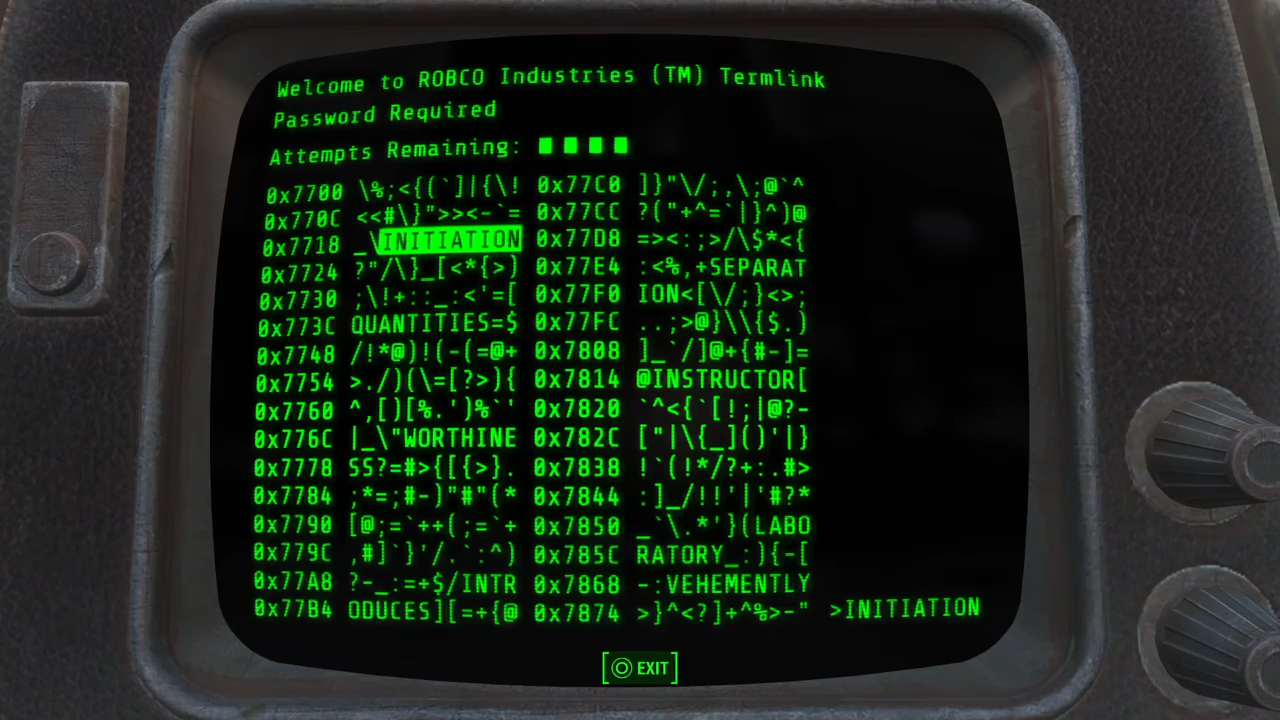 Welcome to ROBCO Industries (TM) Termlink
Password Required
Attempts Remaining: ■ ■ ■ ■
0x7700 \%;<{(`]|{\! 0x77C0 ]}"\/;,\;@`^
0x770C <<#\}">><-`= 0x77CC ?("+^=`|}^)@
0x7718 _\INITIATION 0x77D8 =><:;>/\$*<{
0x7724 ?"/\}_[<*{>) 0x77E4 :<%,+SEPARAT
0x7730 ;\!+::_:<'=[ 0x77F0 ION<[\/;}<>;
0x773C QUANTITIES=$ 0x77FC ..;>@}\\{$.)
0x7748 /!*@)!(-(=@+ 0x7808 ]_`/]@+{#-]=
0x7754 >./)(\=[?>){ 0x7814 @INSTRUCTOR[
0x7760 ^,[)[%.')%`' 0x7820 `^<{`[!;|@?-
0x776C |_\"WORTHINE 0x782C ["|\{_]()'|}
0x7778 SS?=#>{[{>}. 0x7838 !`(!*/?+:.#>
0x7784 ;*=;#-)"#"(* 0x7844 :]_/!!'|'#?*
0x7790 [@;=`++(;=`+ 0x7850 _`\.*'}(LABO
0x779C ,#]`}'/.`:^) 0x785C RATORY_:){-[
0x77A8 ?-_:=+$/INTR 0x7868 -:VEHEMENTLY
0x77B4 ODUCES][=+{@ 0x7874 >}^<?]+^%>-" >INITIATION
EXIT